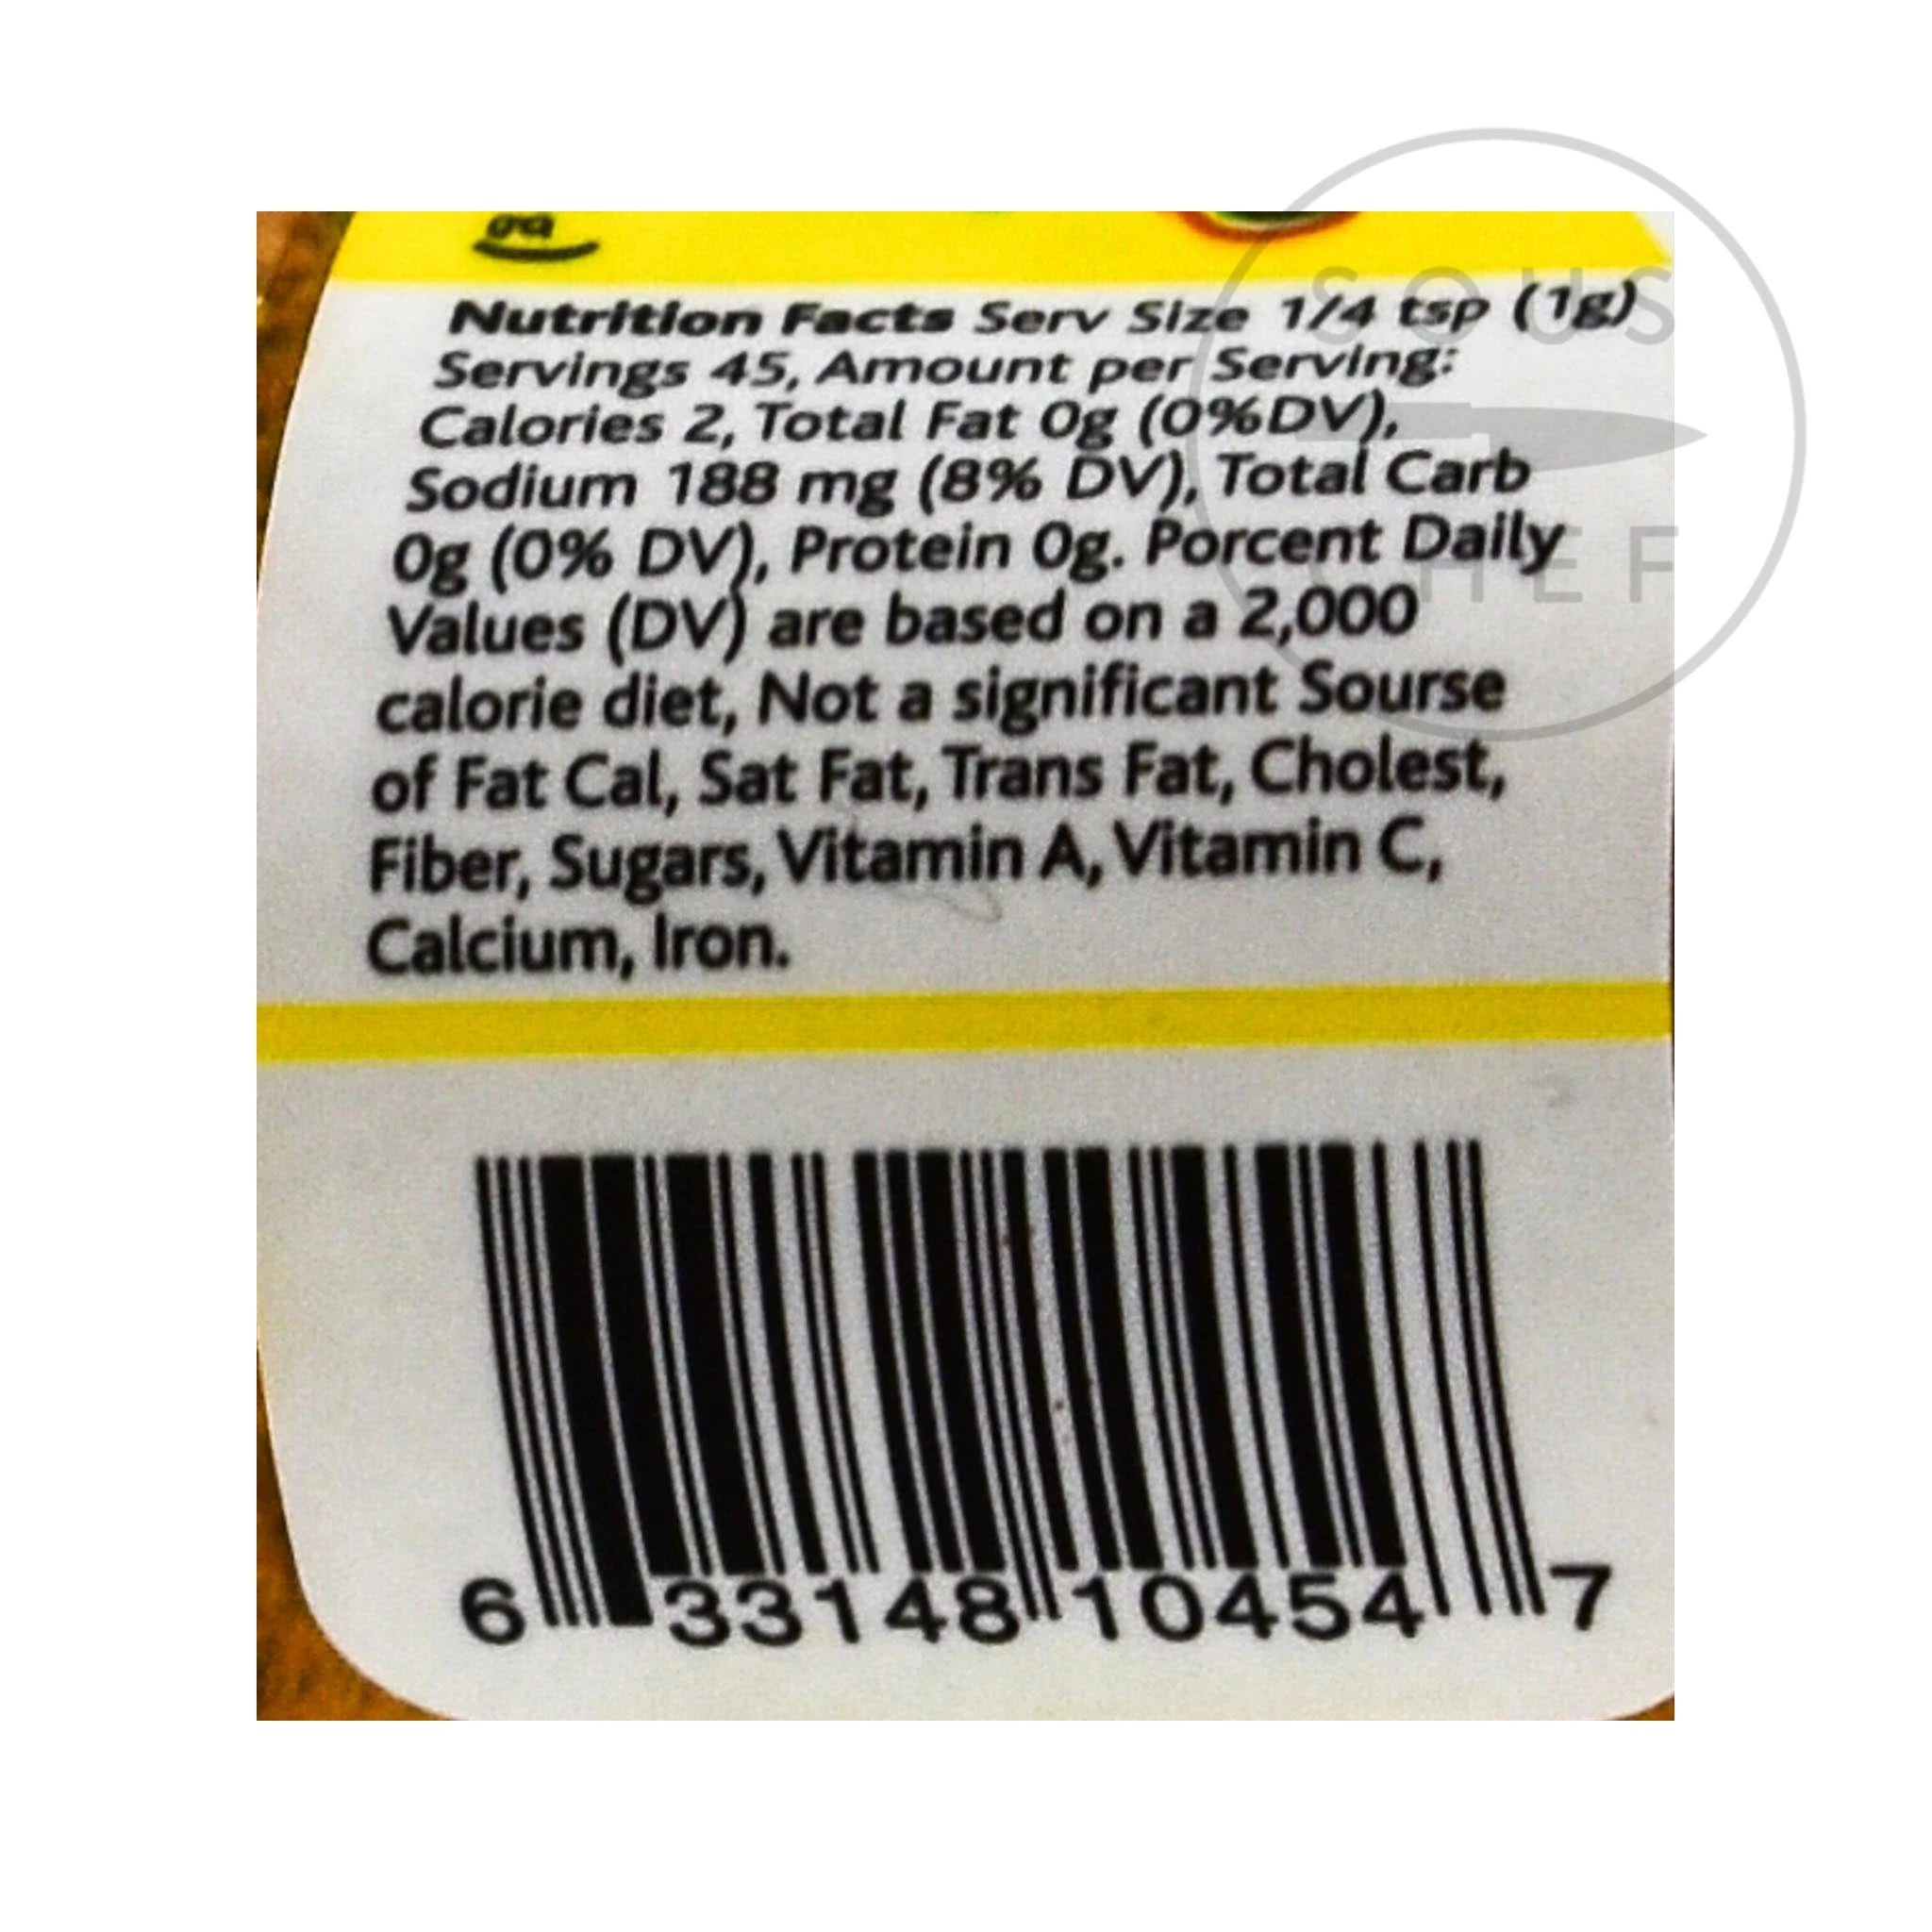 SOUS
CHEF
Nutrition Facts Serv Size 1/4 tsp (1g)
Servings 45, Amount per Serving:
Calories 2, Total Fat 0g (0%DV),
Sodium 188 mg (8% DV), Total Carb
0g (0% DV), Protein 0g. Porcent Daily
Values (DV) are based on a 2,000
calorie diet, Not a significant Sourse
of Fat Cal, Sat Fat, Trans Fat, Cholest,
Fiber, Sugars, Vitamin A, Vitamin C,
Calcium, Iron.
6 33148 10454 7